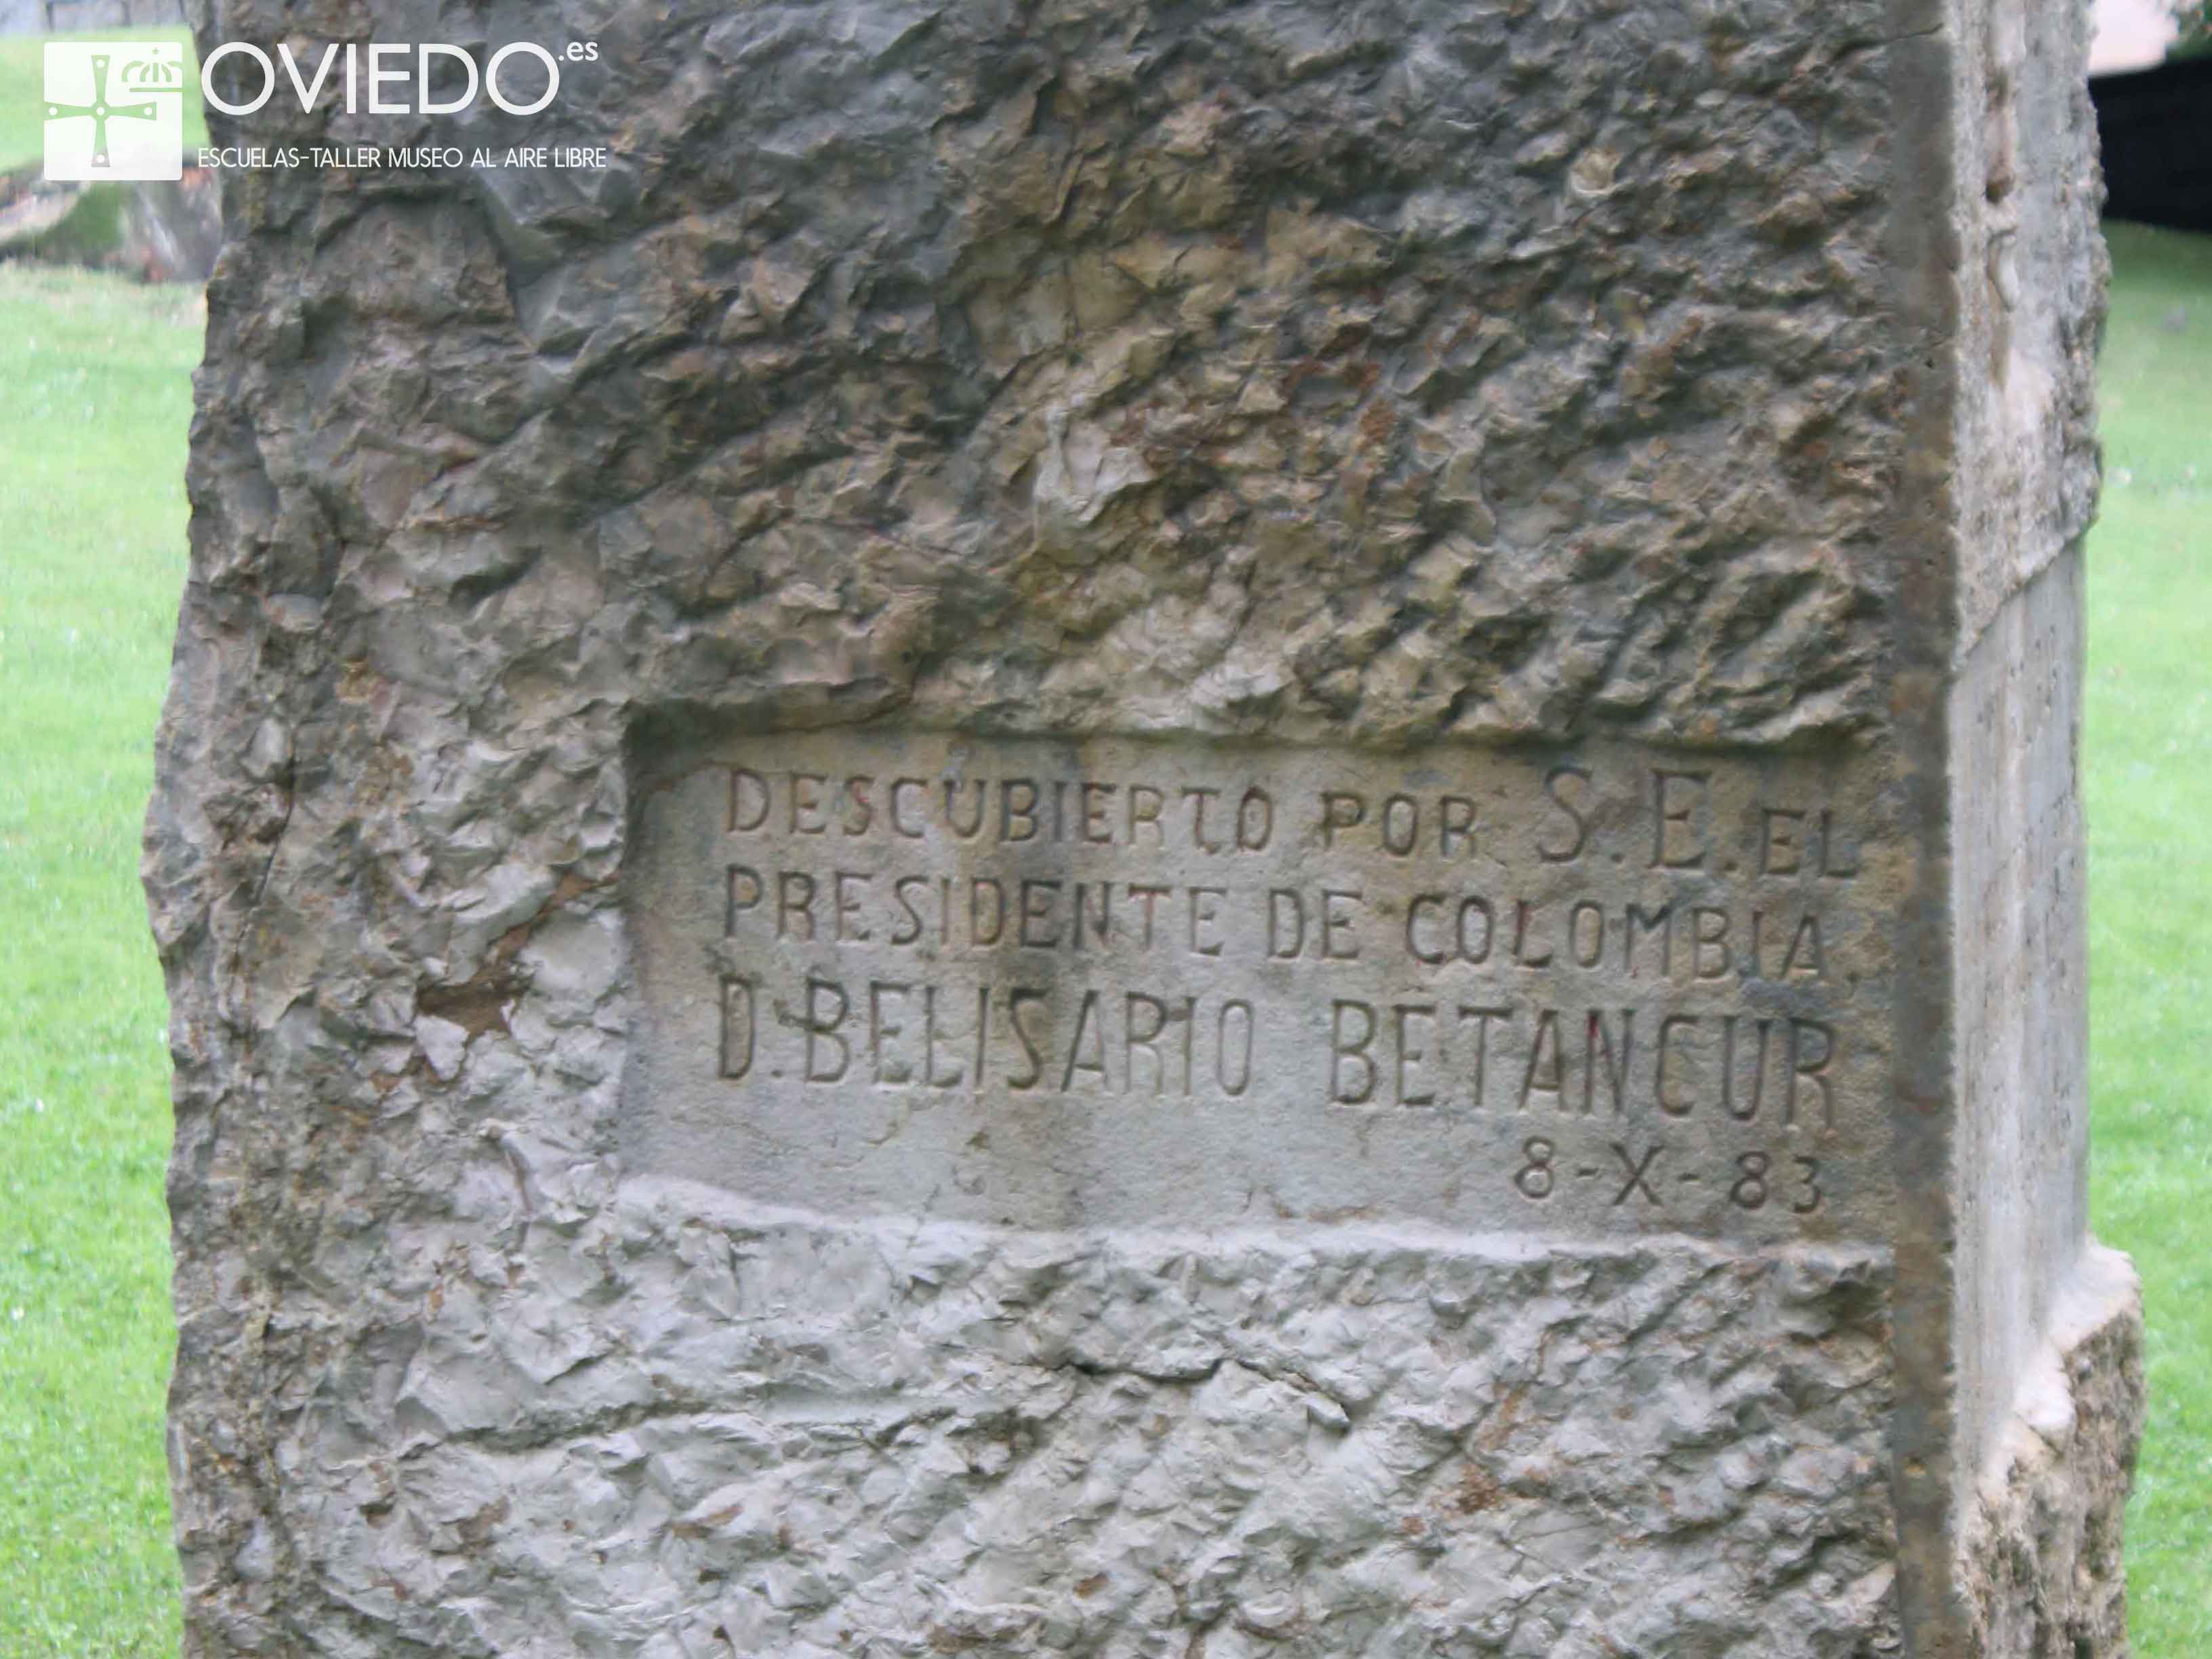 OVIEDO.es
ESCUELAS-TALLER MUSEO AL AIRE LIBRE
DESCUBIERTO POR S.E. EL
PRESIDENTE DE COLOMBIA.
D. BELISARIO BETANCUR
8-X-83